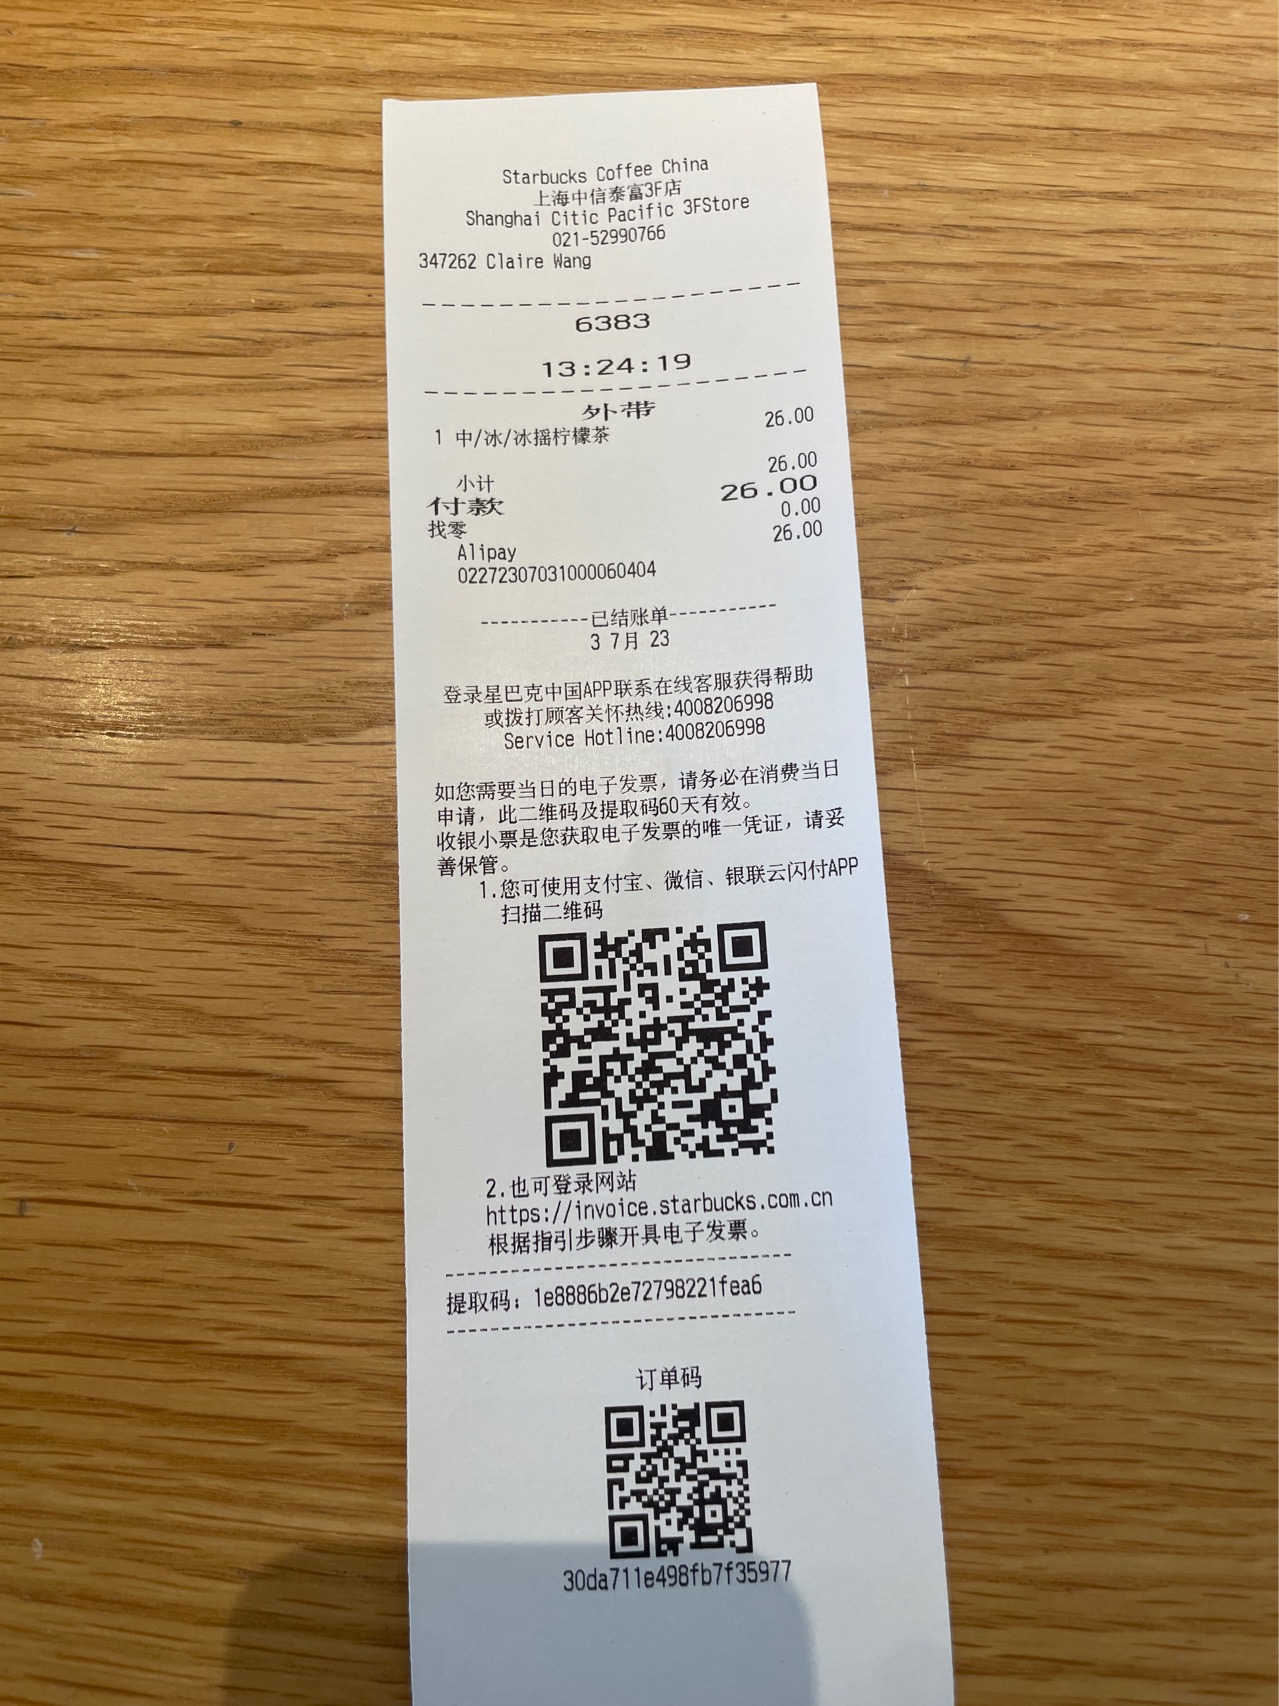 Starbucks Coffee China
上海中信泰富3F店
Shanghai Citic Pacific 3FStore
021-52990766
347262 Claire Wang
6383
13:24:19
外带
1 中/冰/冰摇柠檬茶 26.00
小计 26.00
付款 26.00
找零 0.00
Alipay 26.00
02272307031000060404
-----------已结账单-----------
3 7月 23
登录星巴克中国APP联系在线客服获得帮助
或拨打顾客关怀热线:4008206998
Service Hotline:4008206998
如您需要当日的电子发票，请务必在消费当日
申请，此二维码及提取码60天有效。
收银小票是您获取电子发票的唯一凭证，请妥
善保管。
1.您可使用支付宝、微信、银联云闪付APP
扫描二维码
2.也可登录网站
https://invoice.starbucks.com.cn
根据指引步骤开具电子发票。
提取码: 1e8886b2e72798221fea6
订单码
30da711e498fb7f35977